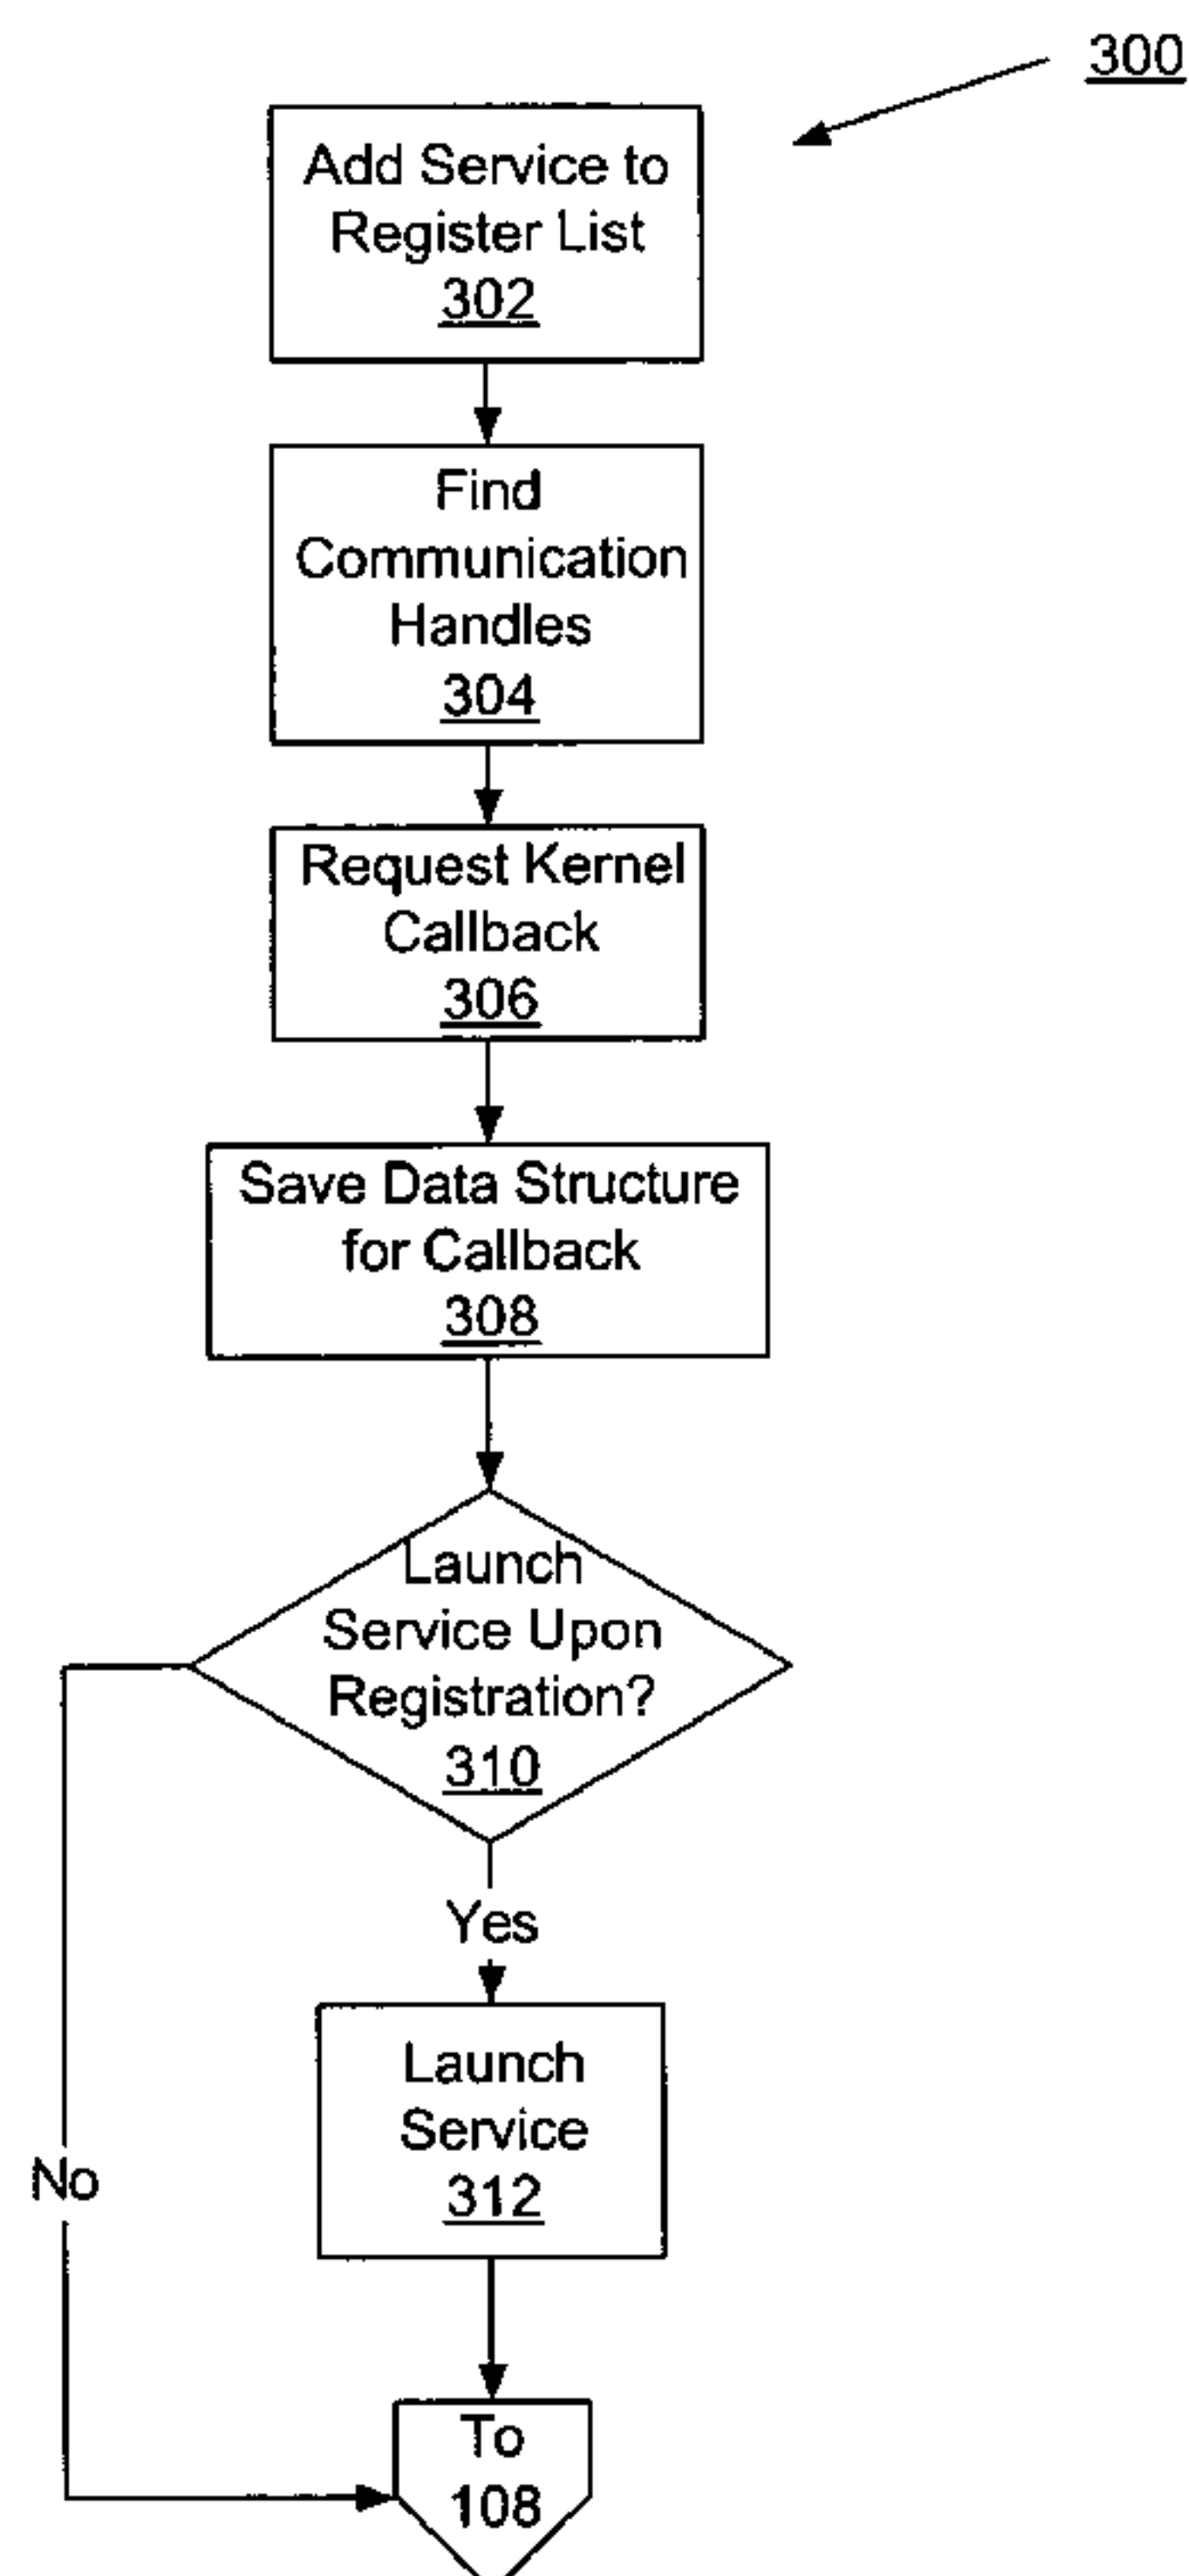 300
Add Service to
Register List
302
Find
Communication
Handles
304
Request Kernel
Callback
306
Save Data Structure
for Callback
308
Launch
Service Upon
Registration?
310
Yes
Launch
Service
312
No
To
108